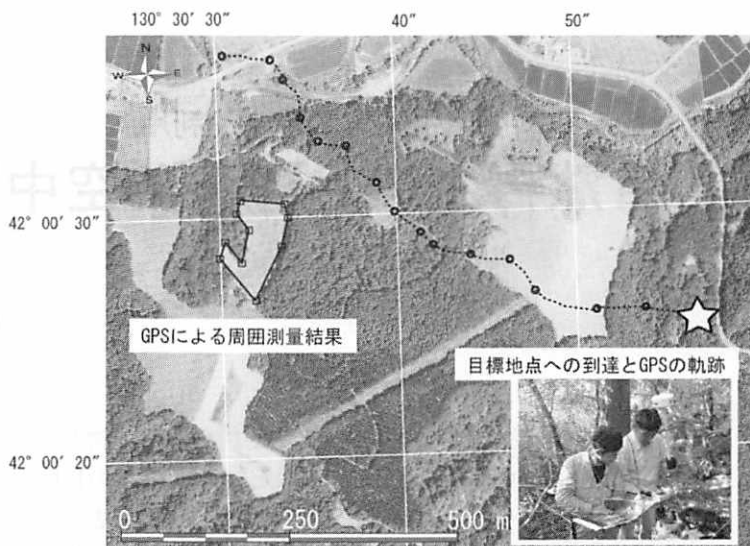 130° 30′ 30″ 40″ 50″
N
W E
S
42° 00′ 30″
GPSによる周囲測量結果
目標地点への到達とGPSの軌跡
42° 00′ 20″
0 250 500 m